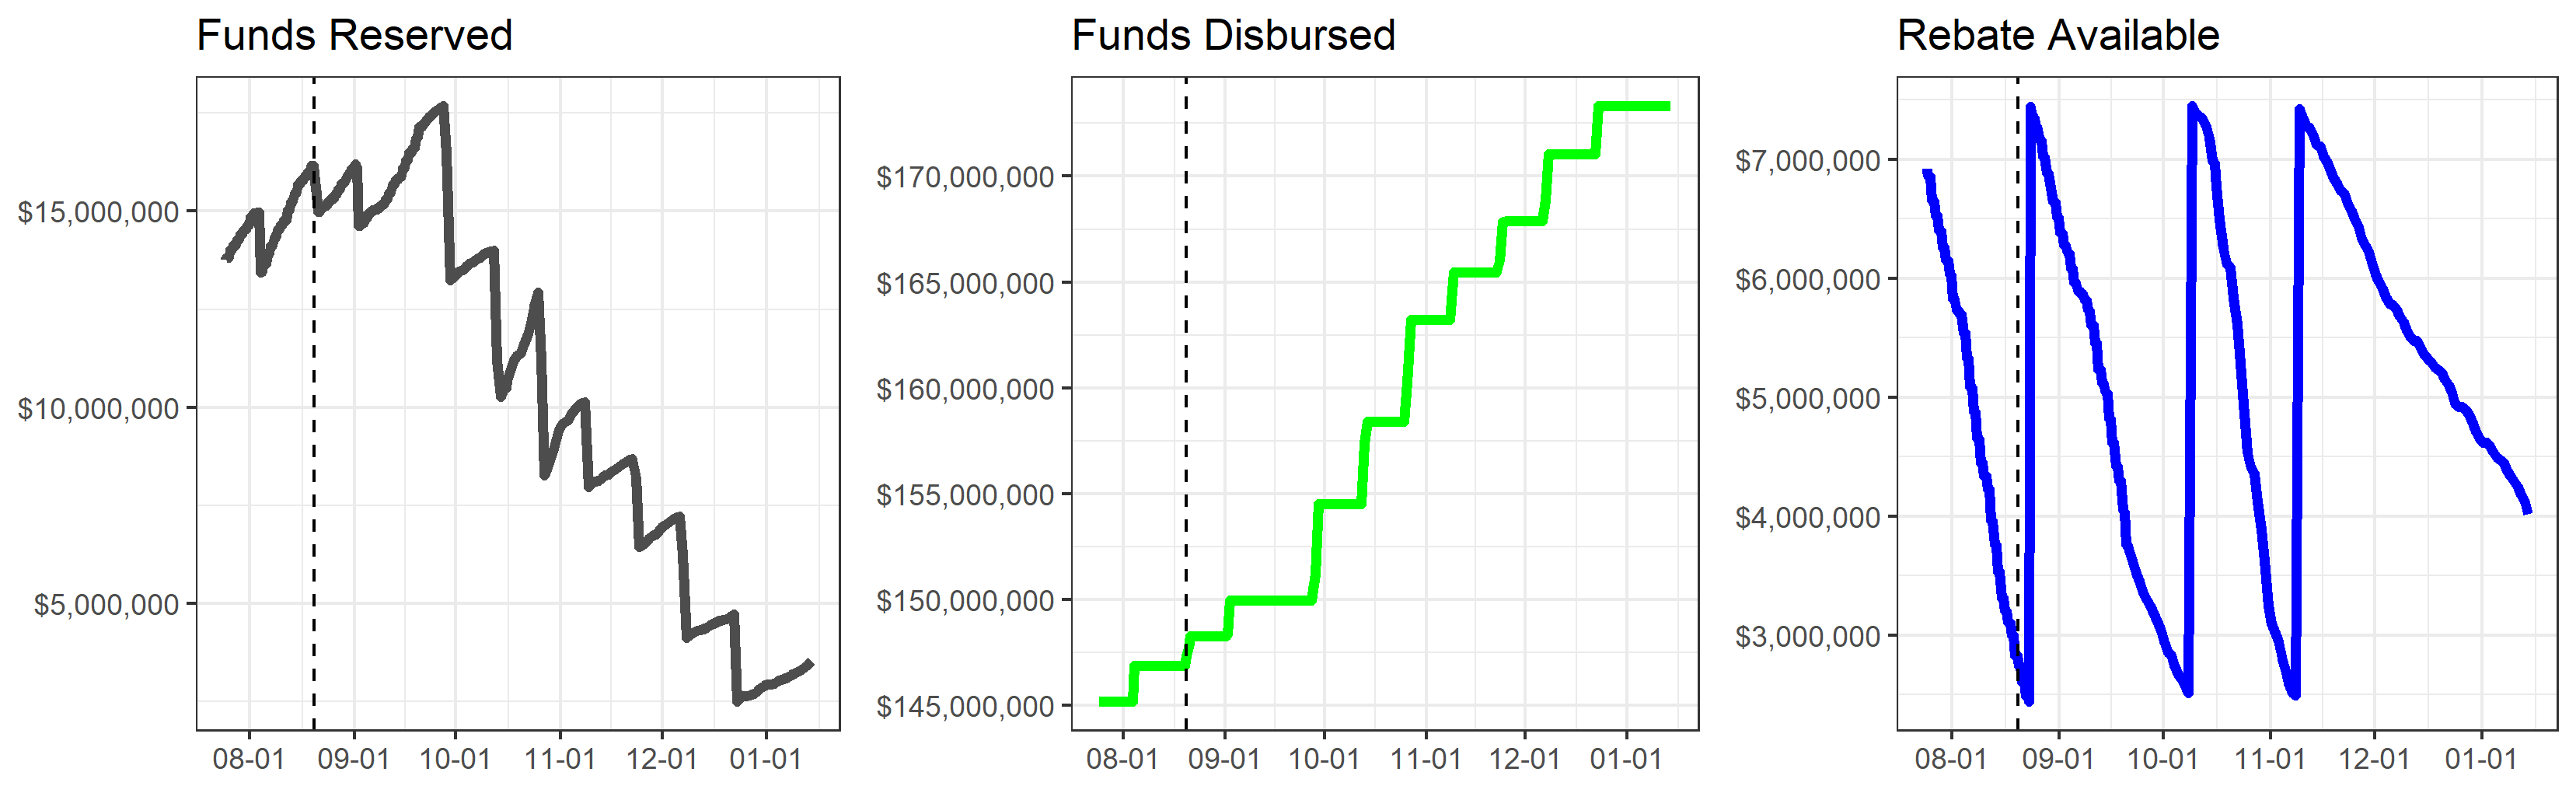 Funds Reserved
$15,000,000
$10,000,000
$5,000,000
08-01 09-01 10-01 11-01 12-01 01-01
Funds Disbursed
$170,000,000
$165,000,000
$160,000,000
$155,000,000
$150,000,000
$145,000,000
08-01 09-01 10-01 11-01 12-01 01-01
Rebate Available
$7,000,000
$6,000,000
$5,000,000
$4,000,000
$3,000,000
08-01 09-01 10-01 11-01 12-01 01-01